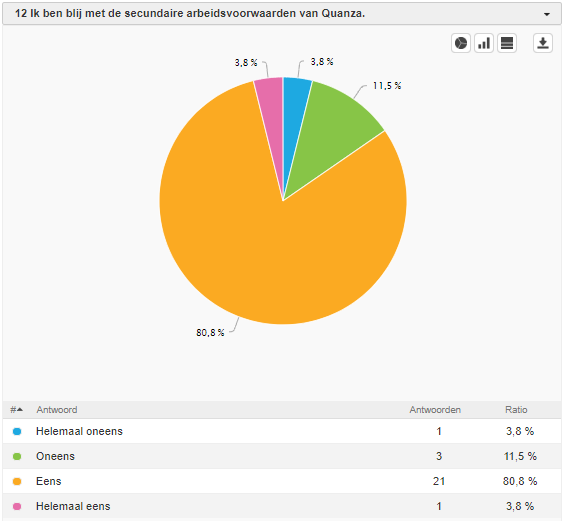 12 Ik ben blij met de secundaire arbeidsvoorwaarden van Quanza.
3,8 %
3,8 %
11,5 %
80,8 %
# Antwoord Antwoorden Ratio
Helemaal oneens 1 3,8 %
Oneens 3 11,5 %
Eens 21 80,8 %
Helemaal eens 1 3,8 %